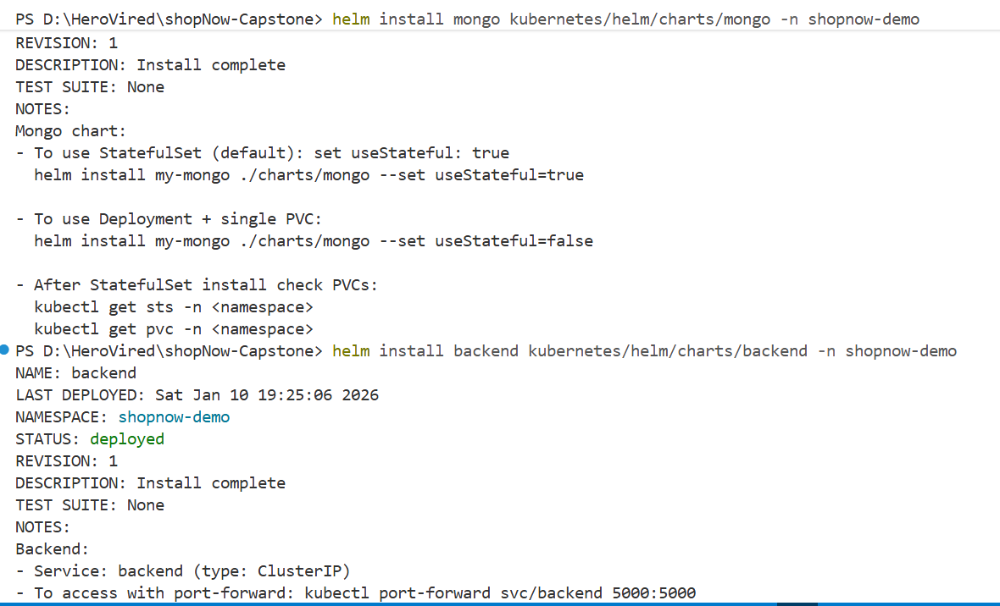 PS D:\HeroVired\shopNow-Capstone> helm install mongo kubernetes/helm/charts/mongo -n shopnow-demo
REVISION: 1
DESCRIPTION: Install complete
TEST SUITE: None
NOTES:
Mongo chart:
- To use StatefulSet (default): set useStateful: true
  helm install my-mongo ./charts/mongo --set useStateful=true

- To use Deployment + single PVC:
  helm install my-mongo ./charts/mongo --set useStateful=false

- After StatefulSet install check PVCs:
  kubectl get sts -n <namespace>
  kubectl get pvc -n <namespace>
PS D:\HeroVired\shopNow-Capstone> helm install backend kubernetes/helm/charts/backend -n shopnow-demo
NAME: backend
LAST DEPLOYED: Sat Jan 10 19:25:06 2026
NAMESPACE: shopnow-demo
STATUS: deployed
REVISION: 1
DESCRIPTION: Install complete
TEST SUITE: None
NOTES:
Backend:
- Service: backend (type: ClusterIP)
- To access with port-forward: kubectl port-forward svc/backend 5000:5000